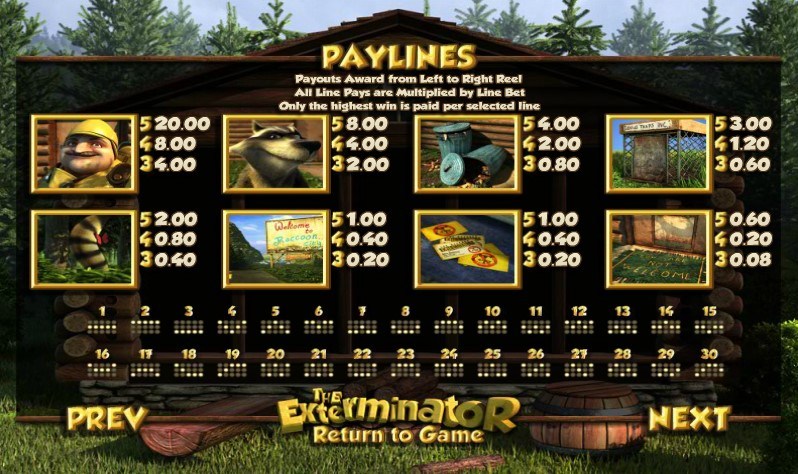 PAYLINES
Payouts Award from Left to Right Reel
All Line Pays are Multiplied by Line Bet
Only the highest win is paid per selected line
5 20.00
4 8.00
3 4.00
5 8.00
4 4.00
3 2.00
5 4.00
4 2.00
3 0.80
5 3.00
4 1.20
3 0.60
5 2.00
4 0.80
3 0.40
Welcome to Raccoon
5 1.00
4 0.40
3 0.20
5 1.00
4 0.40
3 0.20
WELCOME
5 0.60
4 0.20
3 0.08
1 2 3 4 5 6 7 8 9 10 11 12 13 14 15
16 17 18 19 20 21 22 23 24 25 26 27 28 29 30
PREV
THE
EXTERMINATOR
Return to Game
NEXT